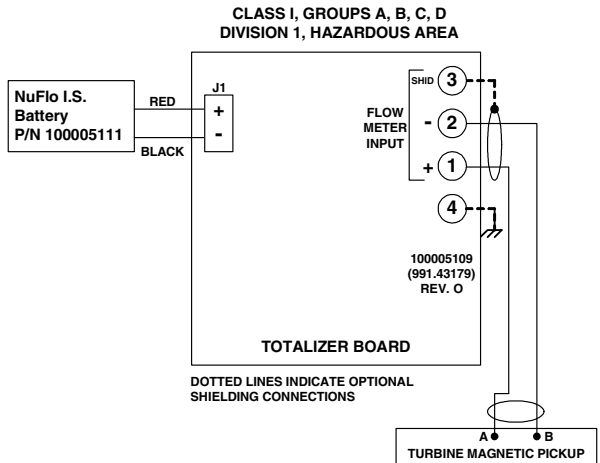 CLASS I, GROUPS A, B, C, D
DIVISION 1, HAZARDOUS AREA
NuFlo I.S.
Battery
P/N 100005111
RED
BLACK
J1
+
-
SHID
3
FLOW
METER
INPUT
-
2
+
1
4
100005109
(991.43179)
REV. O
TOTALIZER BOARD
DOTTED LINES INDICATE OPTIONAL
SHIELDING CONNECTIONS
A
B
TURBINE MAGNETIC PICKUP